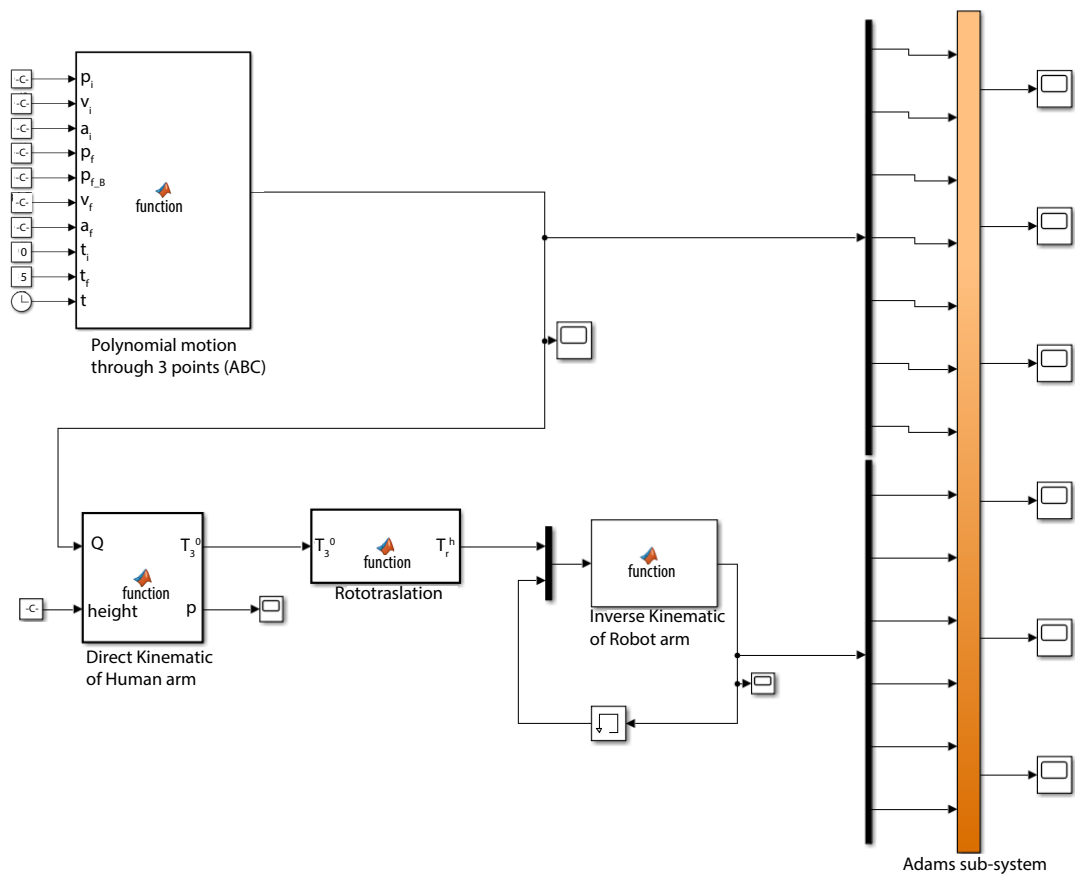 -C- p_i
-C- v_i
-C- a_i
-C- p_f
-C- p_f_B
-C- v_f
-C- a_f
0 t_i
5 t_f
t
function
Polynomial motion
through 3 points (ABC)
Q T_3^0
function
-C- height p
Direct Kinematic
of Human arm
T_3^0 T_r^h
function
Rototraslation
function
Inverse Kinematic
of Robot arm
Adams sub-system